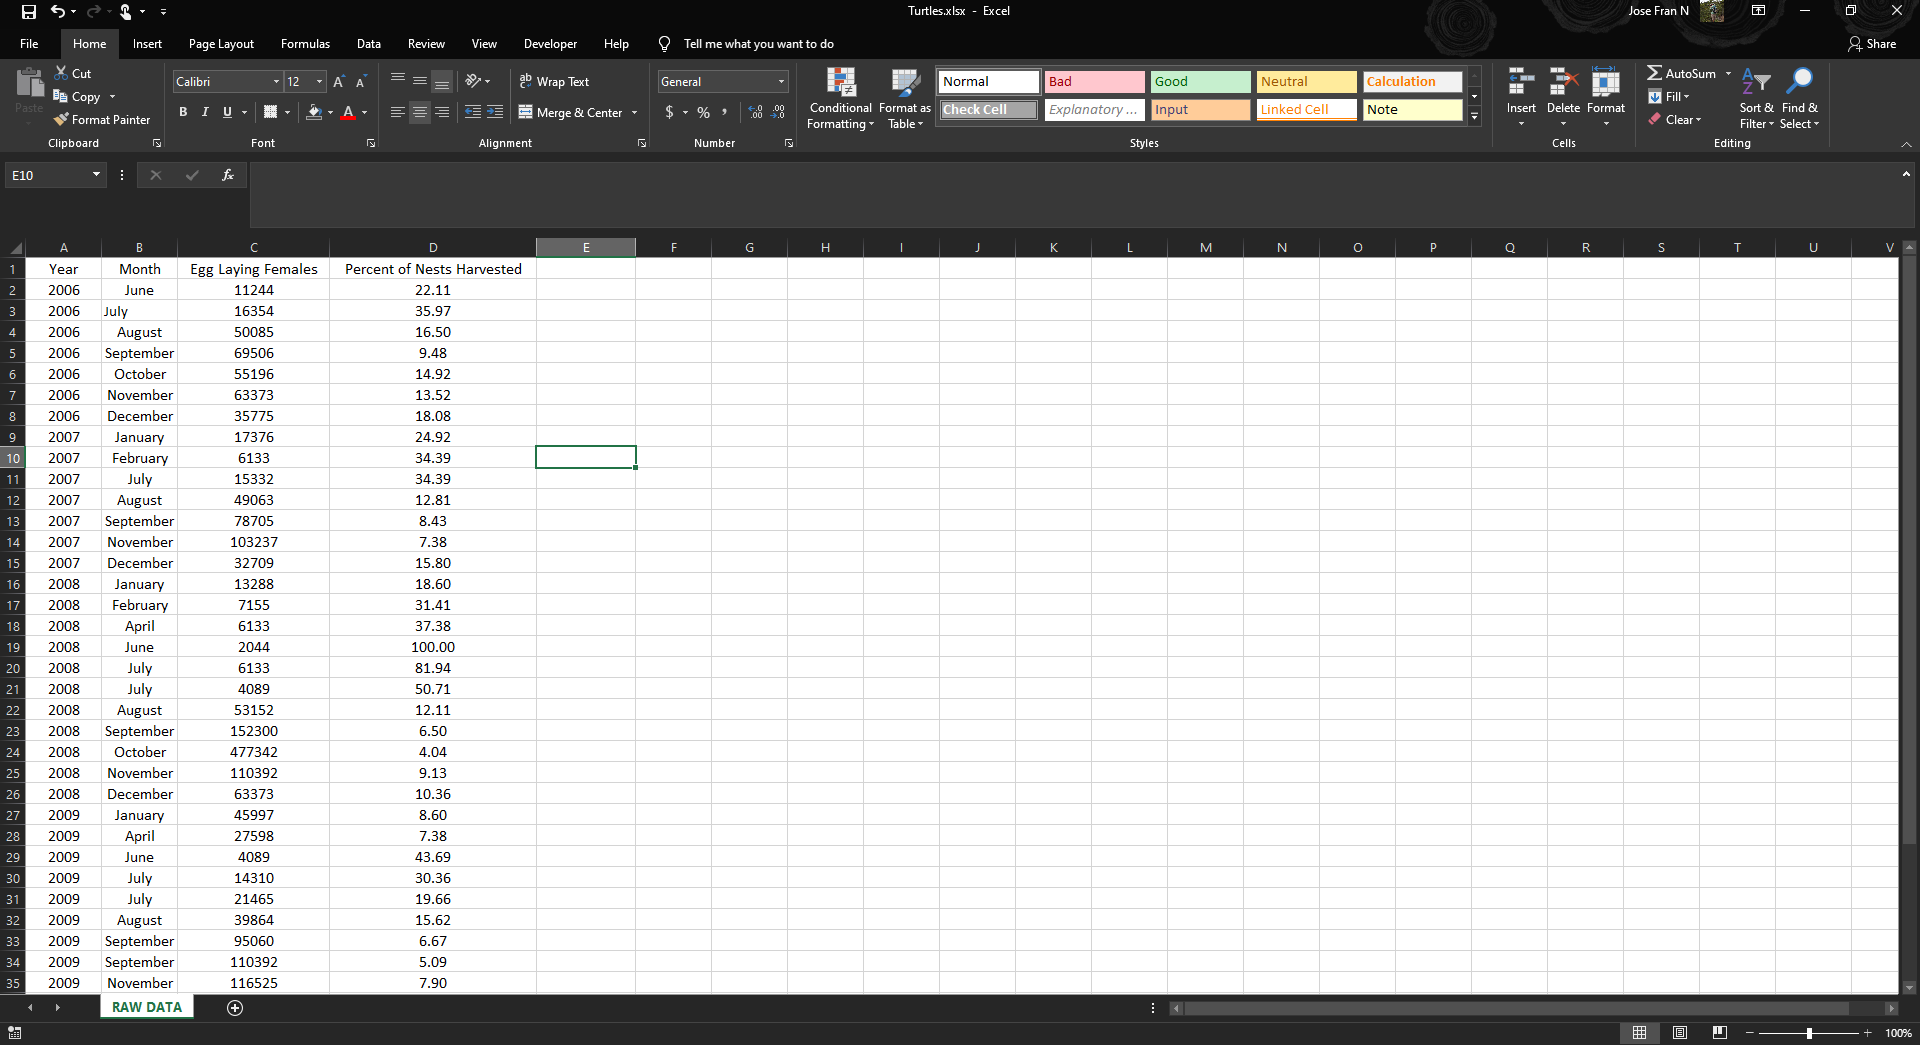 Turtles.xlsx - Excel
Jose Fran N
File Home Insert Page Layout Formulas Data Review View Developer Help Tell me what you want to do
Share
Paste
Cut
Copy
Format Painter
Clipboard
Calibri 12 A A
B I U A
Font
ab Wrap Text
Merge & Center
Alignment
General
$ % ,
Number
Conditional Formatting
Format as Table
Normal Bad Good Neutral Calculation
Check Cell Explanatory ... Input Linked Cell Note
Styles
Insert Delete Format
Cells
AutoSum
Fill
Clear
Sort & Filter
Find & Select
Editing
E10 fx
A B C D E F G H I J K L M N O P Q R S T U V
1 Year Month Egg Laying Females Percent of Nests Harvested
2 2006 June 11244 22.11
3 2006 July 16354 35.97
4 2006 August 50085 16.50
5 2006 September 69506 9.48
6 2006 October 55196 14.92
7 2006 November 63373 13.52
8 2006 December 35775 18.08
9 2007 January 17376 24.92
10 2007 February 6133 34.39
11 2007 July 15332 34.39
12 2007 August 49063 12.81
13 2007 September 78705 8.43
14 2007 November 103237 7.38
15 2007 December 32709 15.80
16 2008 January 13288 18.60
17 2008 February 7155 31.41
18 2008 April 6133 37.38
19 2008 June 2044 100.00
20 2008 July 6133 81.94
21 2008 July 4089 50.71
22 2008 August 53152 12.11
23 2008 September 152300 6.50
24 2008 October 477342 4.04
25 2008 November 110392 9.13
26 2008 December 63373 10.36
27 2009 January 45997 8.60
28 2009 April 27598 7.38
29 2009 June 4089 43.69
30 2009 July 14310 30.36
31 2009 July 21465 19.66
32 2009 August 39864 15.62
33 2009 September 95060 6.67
34 2009 September 110392 5.09
35 2009 November 116525 7.90
RAW DATA
100%